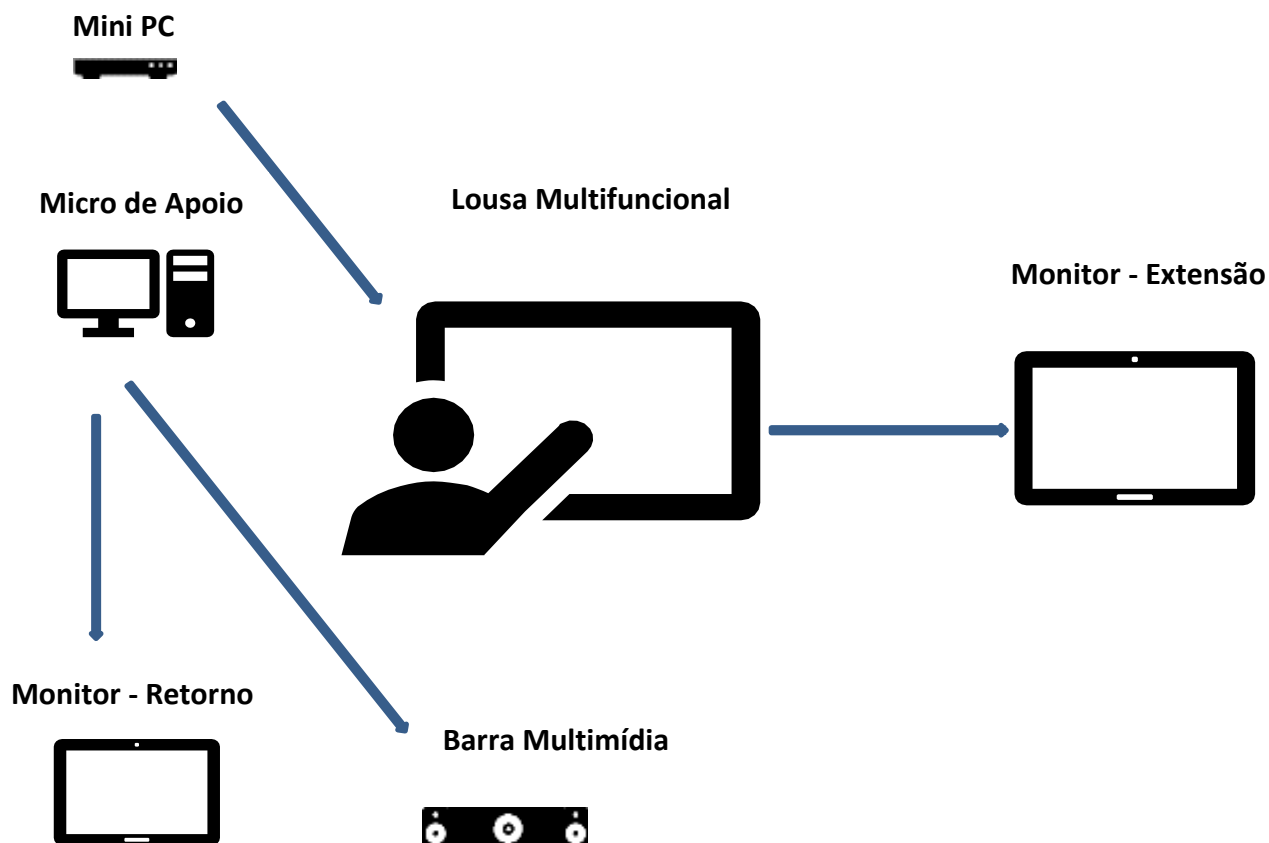 Mini PC
Micro de Apoio
Lousa Multifuncional
Monitor - Extensão
Monitor - Retorno
Barra Multimídia